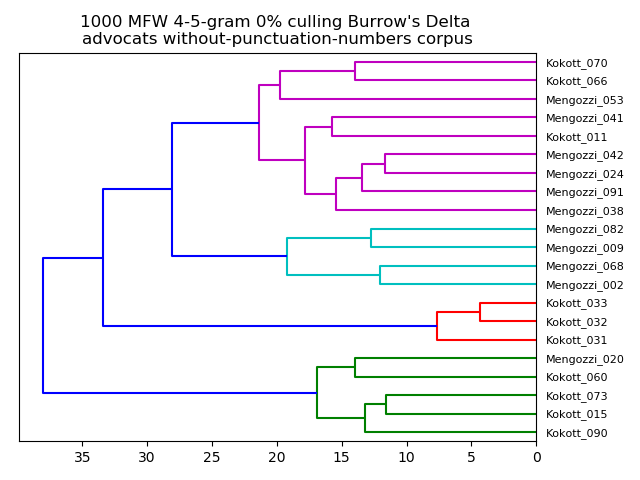 1000 MFW 4-5-gram 0% culling Burrow's Delta
advocats without-punctuation-numbers corpus
Kokott_070
Kokott_066
Mengozzi_053
Mengozzi_041
Kokott_011
Mengozzi_042
Mengozzi_024
Mengozzi_091
Mengozzi_038
Mengozzi_082
Mengozzi_009
Mengozzi_068
Mengozzi_002
Kokott_033
Kokott_032
Kokott_031
Mengozzi_020
Kokott_060
Kokott_073
Kokott_015
Kokott_090
35 30 25 20 15 10 5 0